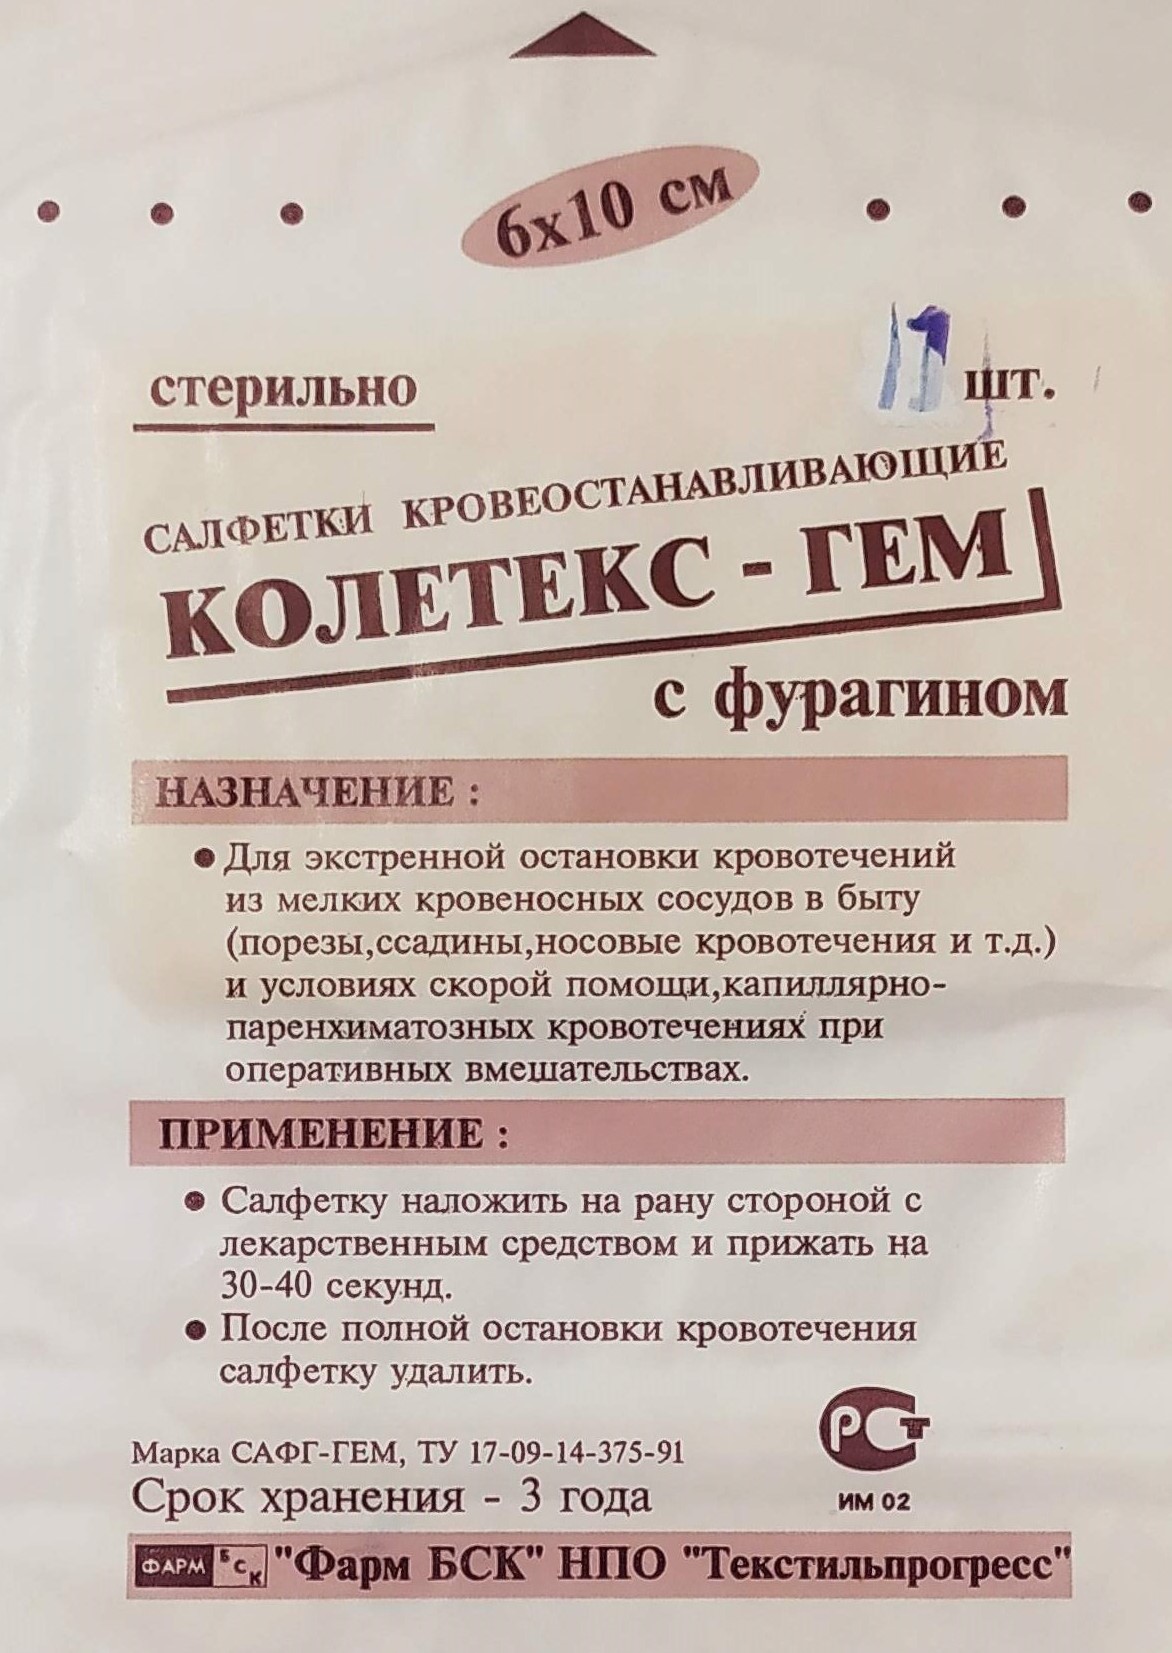 6х10 см
стерильно
шт.
САЛФЕТКИ КРОВЕОСТАНАВЛИВАЮЩИЕ
КОЛЕТЕКС - ГЕМ
с фурагином
НАЗНАЧЕНИЕ :
• Для экстренной остановки кровотечений
из мелких кровеносных сосудов в быту
(порезы,ссадины,носовые кровотечения и т.д.)
и условиях скорой помощи,капиллярно-
паренхиматозных кровотечениях при
оперативных вмешательствах.
ПРИМЕНЕНИЕ :
• Салфетку наложить на рану стороной с
лекарственным средством и прижать на
30-40 секунд.
• После полной остановки кровотечения
салфетку удалить.
Марка САФГ-ГЕМ, ТУ 17-09-14-375-91
Срок хранения - 3 года
РСТ
ИМ 02
ФАРМ БСК "Фарм БСК" НПО "Текстильпрогресс"